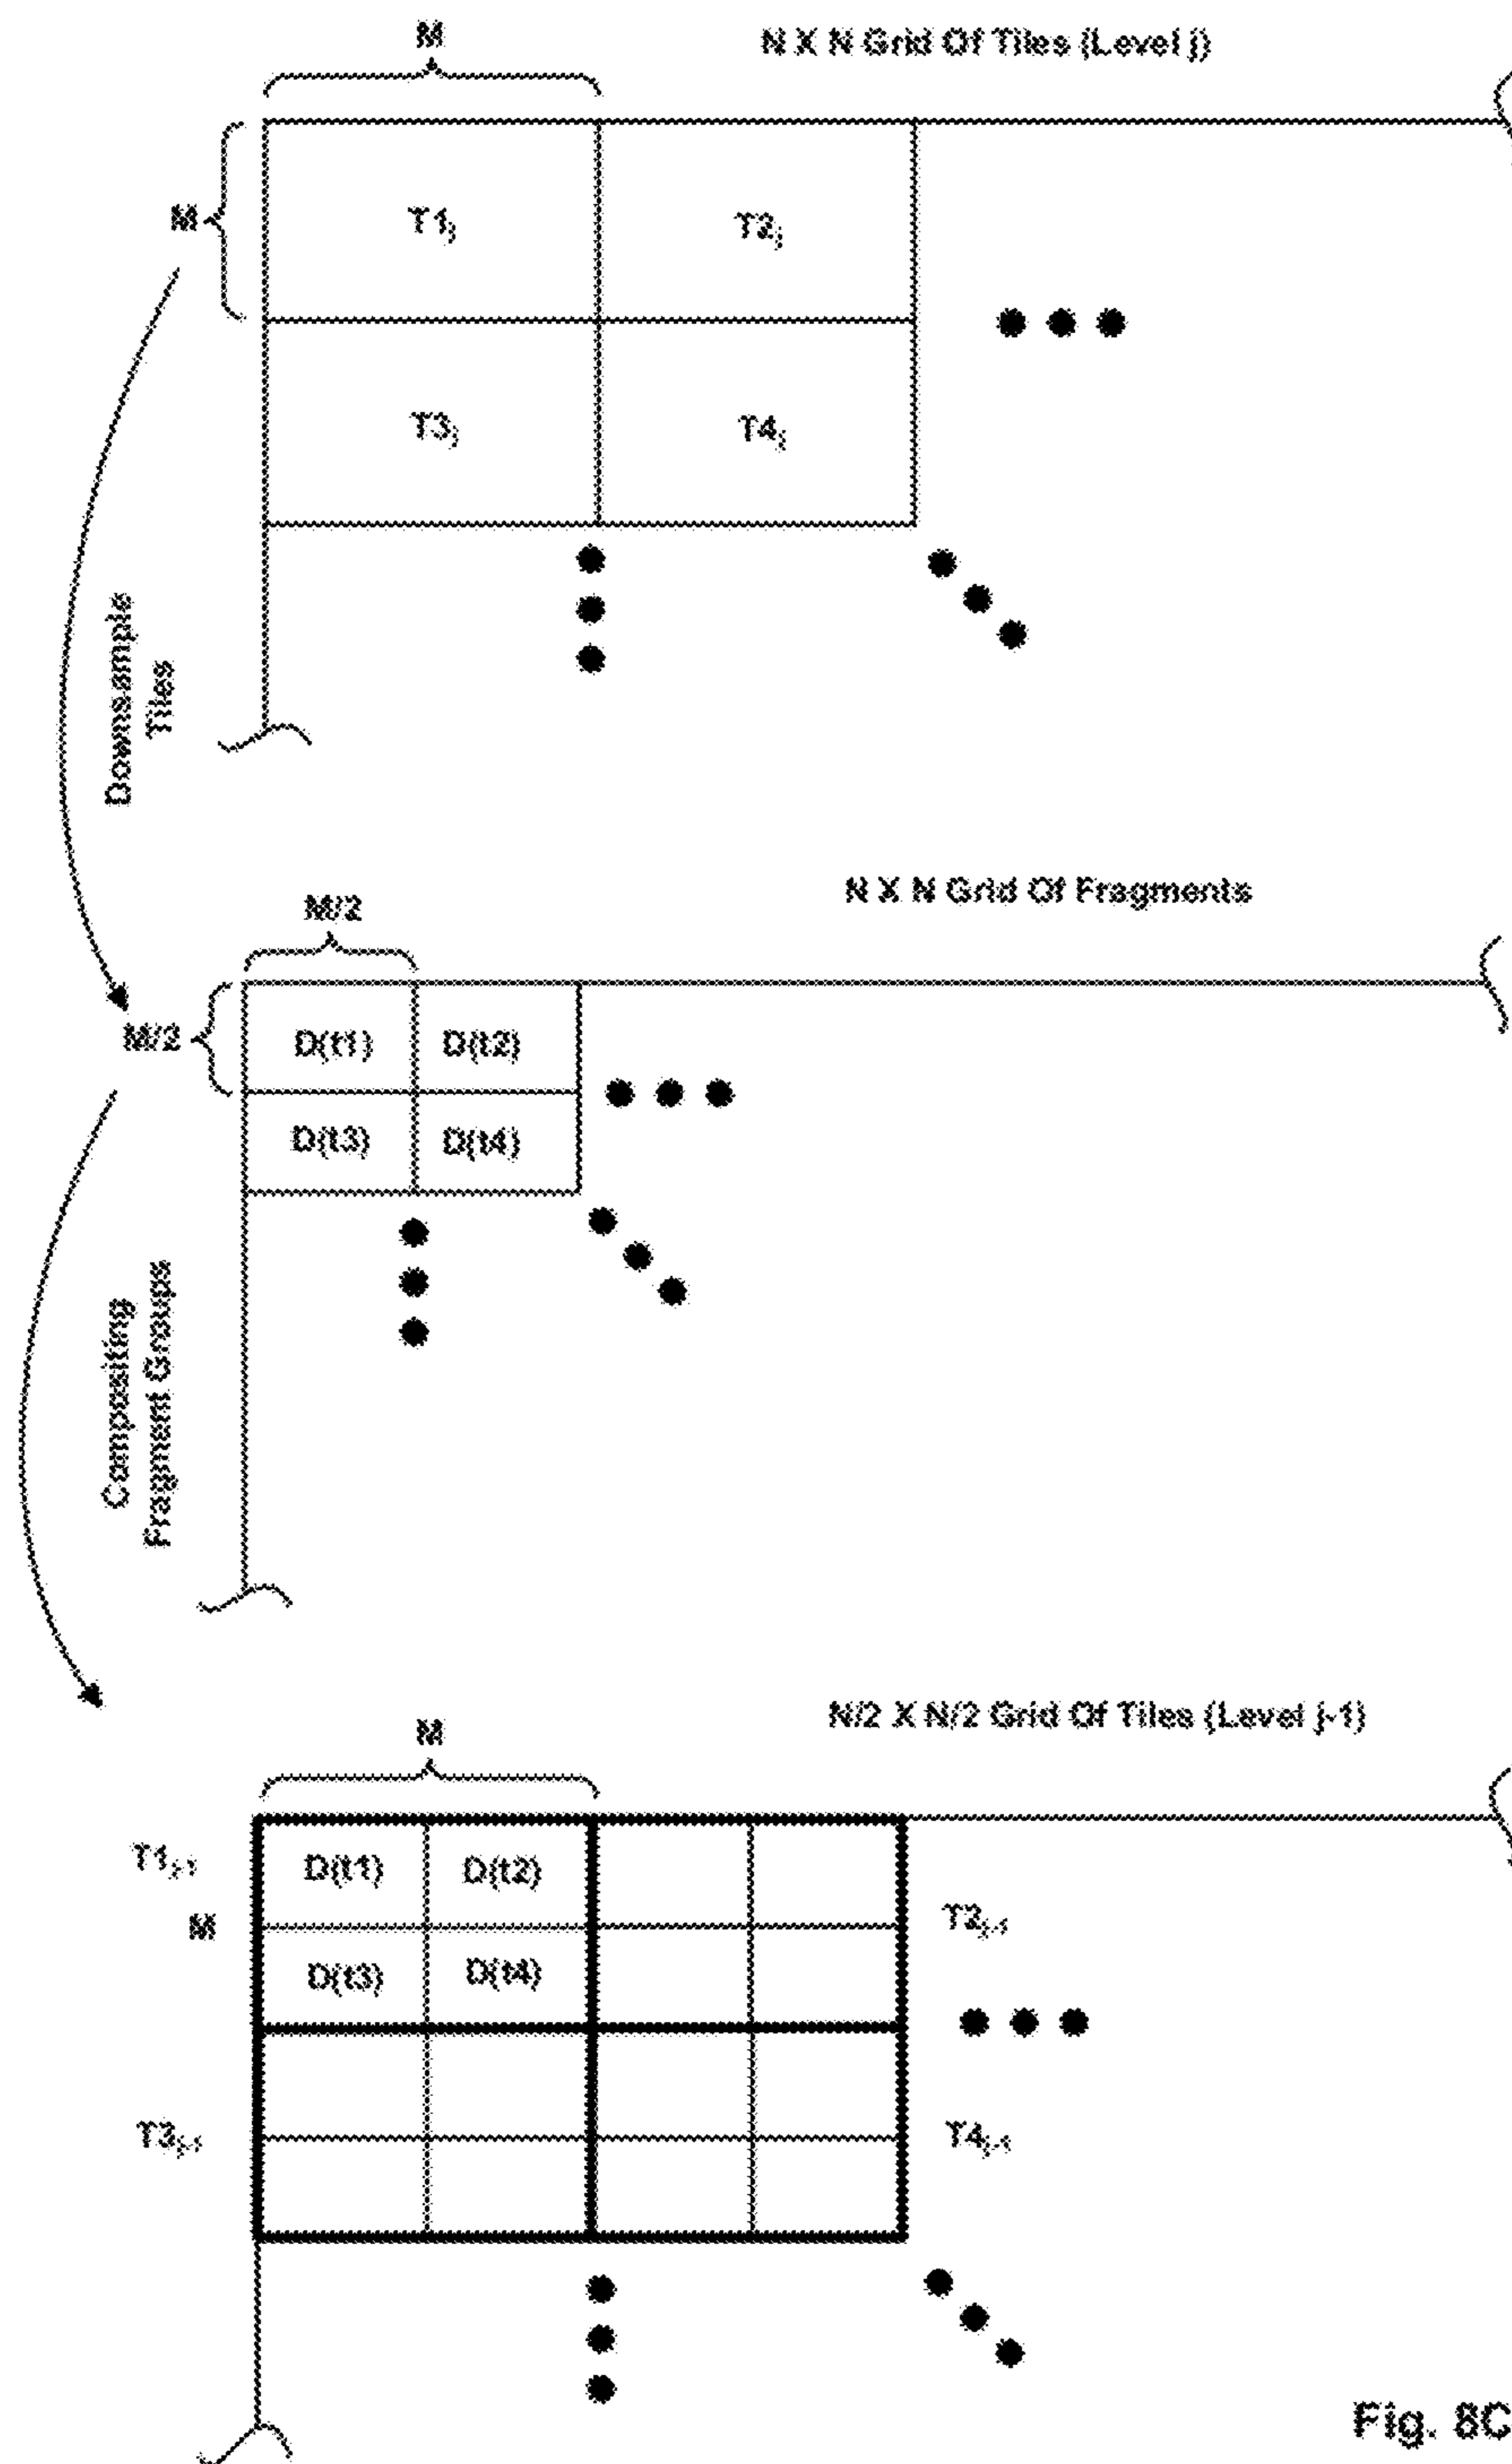 M
N X N Grid Of Tiles (Level j)
M
T1j
T2j
T3j
T4j
Downsample
Tiles
N X N Grid Of Fragments
M/2
M/2
D(t1)
D(t2)
D(t3)
D(t4)
Compositing
Fragment Groups
N/2 X N/2 Grid Of Tiles (Level j-1)
M
T1j-1
D(t1)
D(t2)
M
T2j-1
D(t3)
D(t4)
T3j-1
T4j-1
Fig. 8C